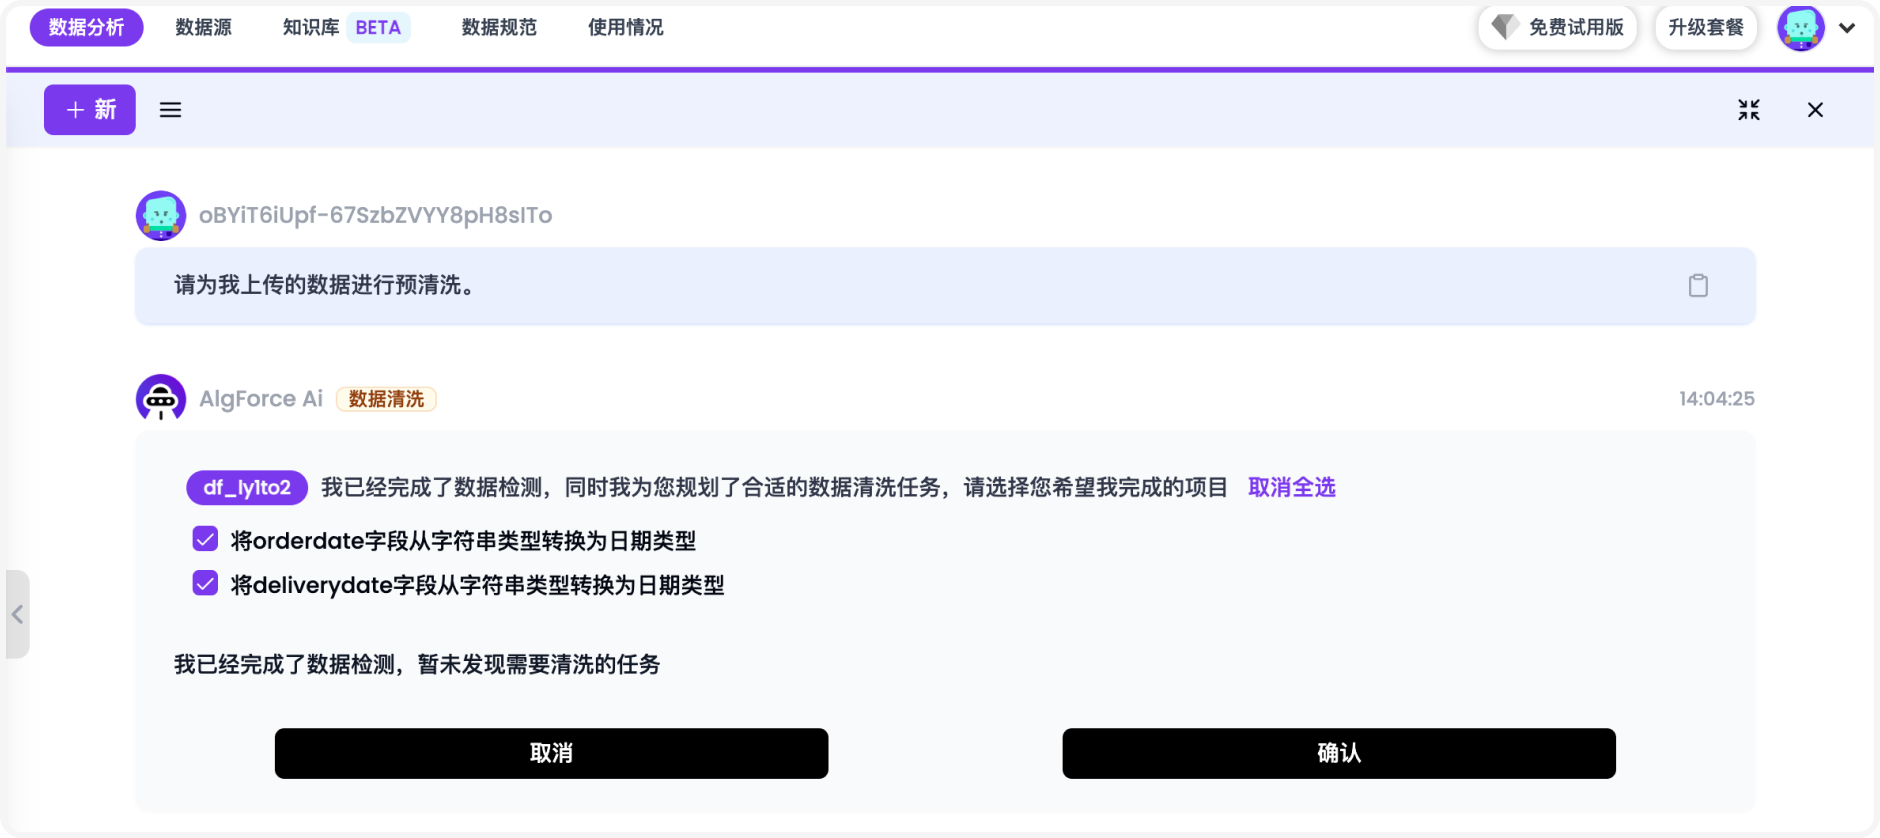 数据分析 数据源 知识库 BETA 数据规范 使用情况 免费试用版 升级套餐
+ 新
oBYiT6iUpf-67SzbZVYY8pH8sITo
请为我上传的数据进行预清洗。
AlgForce Ai 数据清洗 14:04:25
df_ly1to2 我已经完成了数据检测，同时我为您规划了合适的数据清洗任务，请选择您希望我完成的项目 取消全选
将orderdate字段从字符串类型转换为日期类型
将deliverydate字段从字符串类型转换为日期类型
我已经完成了数据检测，暂未发现需要清洗的任务
取消 确认